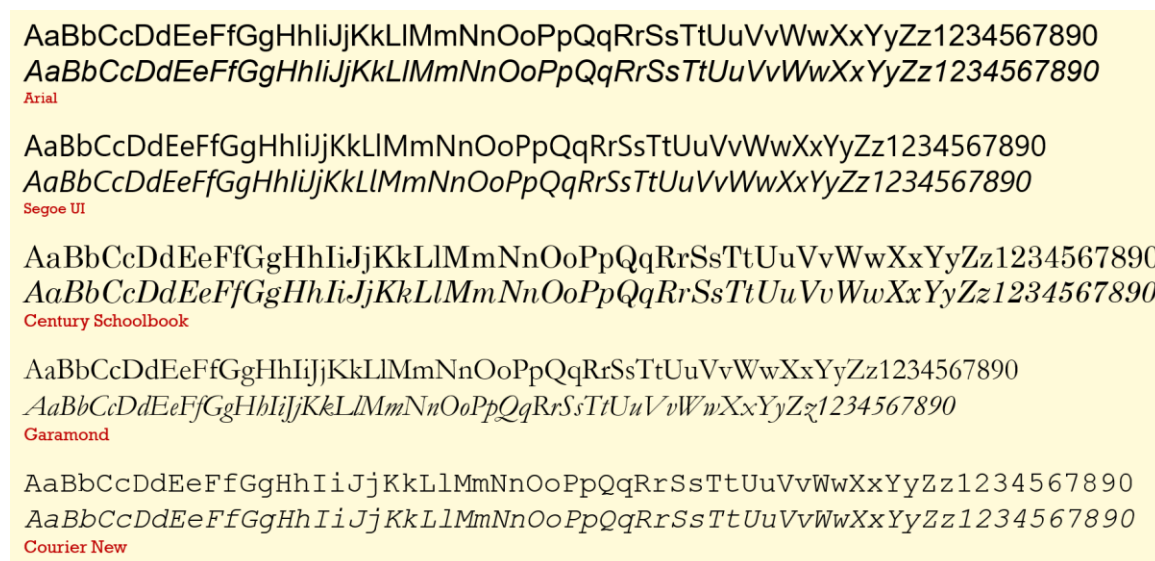 AaBbCcDdEeFfGgHhIiJjKkLlMmNnOoPpQqRrSsTtUuVvWwXxYyZz1234567890
AaBbCcDdEeFfGgHhIiJjKkLlMmNnOoPpQqRrSsTtUuVvWwXxYyZz1234567890
Arial
AaBbCcDdEeFfGgHhIiJjKkLlMmNnOoPpQqRrSsTtUuVvWwXxYyZz1234567890
AaBbCcDdEeFfGgHhIiJjKkLlMmNnOoPpQqRrSsTtUuVvWwXxYyZz1234567890
Segoe UI
AaBbCcDdEeFfGgHhIiJjKkLlMmNnOoPpQqRrSsTtUuVvWwXxYyZz1234567890
AaBbCcDdEeFfGgHhIiJjKkLlMmNnOoPpQqRrSsTtUuVvWwXxYyZz1234567890
Century Schoolbook
AaBbCcDdEeFfGgHhIiJjKkLlMmNnOoPpQqRrSsTtUuVvWwXxYyZz1234567890
AaBbCcDdEeFfGgHhIiJjKkLlMmNnOoPpQqRrSsTtUuVvWwXxYyZz1234567890
Garamond
AaBbCcDdEeFfGgHhIiJjKkLlMmNnOoPpQqRrSsTtUuVvWwXxYyZz1234567890
AaBbCcDdEeFfGgHhIiJjKkLlMmNnOoPpQqRrSsTtUuVvWwXxYyZz1234567890
Courier New